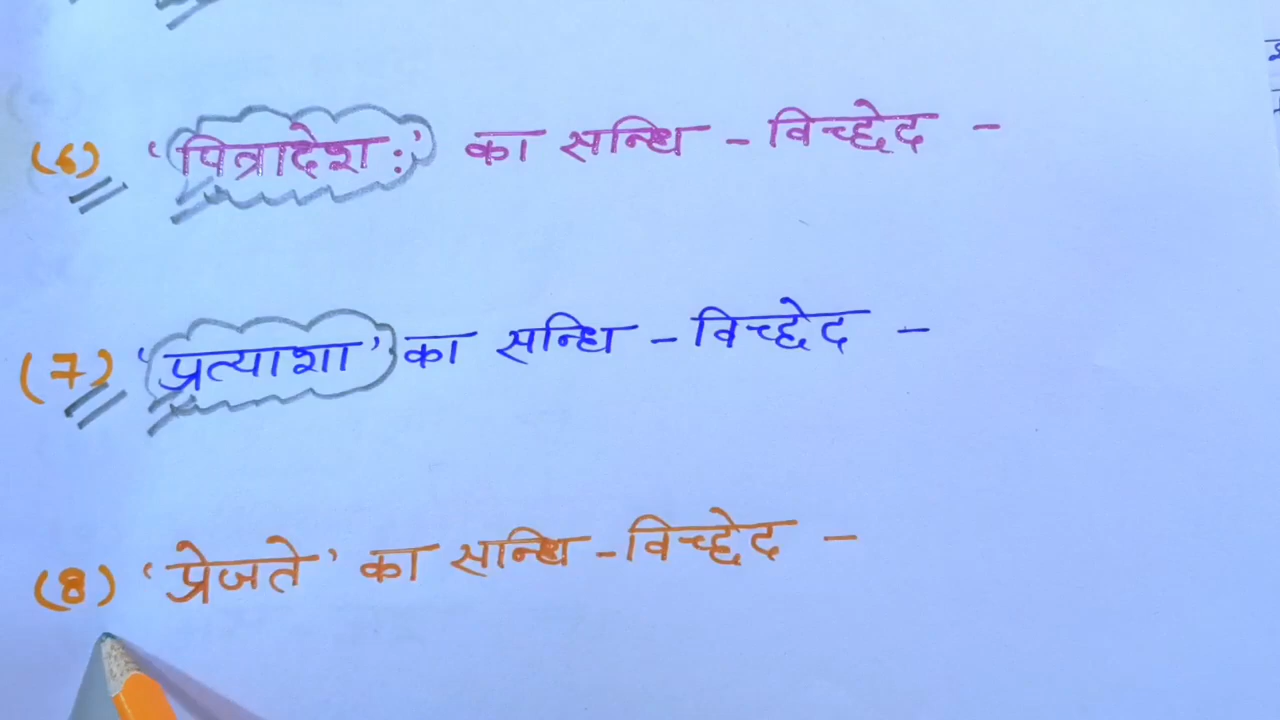 (6) 'पित्रादेश:' का सन्धि - विच्छेद -
(7) 'प्रत्याशा' का सन्धि - विच्छेद -
(8) 'प्रेजते' का सन्धि - विच्छेद -